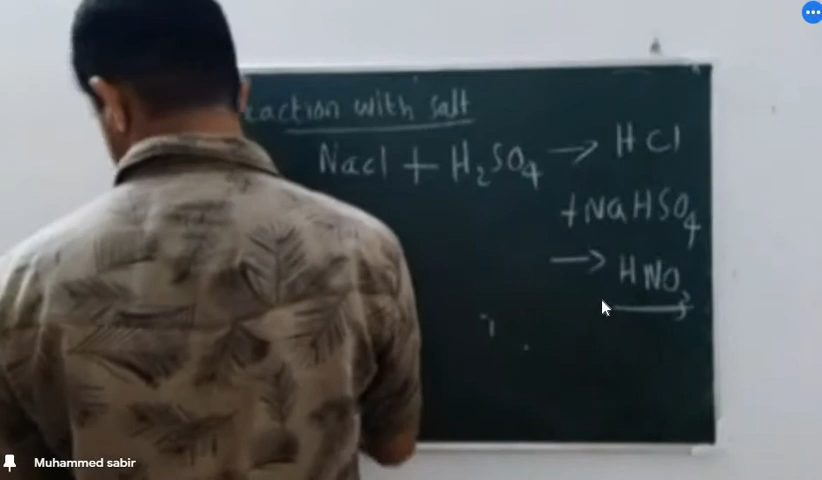 eaction with salt
Nacl + H₂SO₄ → HCl
+NaHSO₄
→ HNO₃
Muhammed sabir